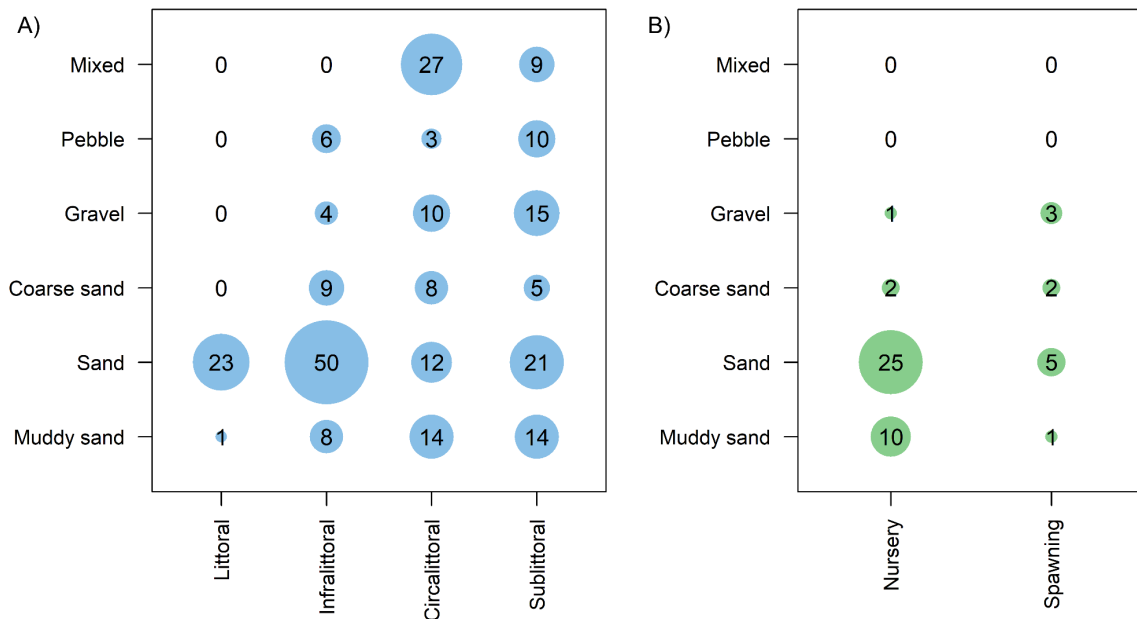 A)
Mixed 0 0 27 9
Pebble 0 6 3 10
Gravel 0 4 10 15
Coarse sand 0 9 8 5
Sand 23 50 12 21
Muddy sand 1 8 14 14
Littoral
Infralittoral
Circalittoral
Sublittoral
B)
Mixed 0 0
Pebble 0 0
Gravel 1 3
Coarse sand 2 2
Sand 25 5
Muddy sand 10 1
Nursery
Spawning